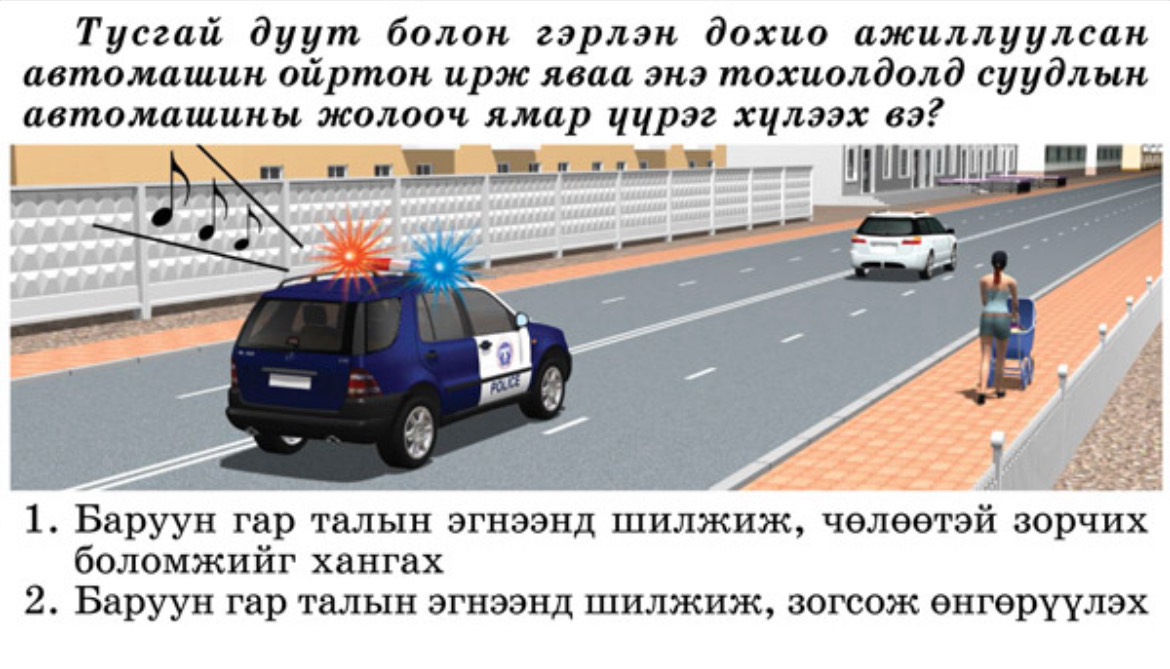 Тусгай дуут болон гэрлэн дохио ажиллуулсан
автомашин ойртон ирж яваа энэ тохиолдолд суудлын
автомашины жолооч ямар үүрэг хүлээх вэ?
POLICE
1. Баруун гар талын эгнээнд шилжиж, чөлөөтэй зорчих
боломжийг хангах
2. Баруун гар талын эгнээнд шилжиж, зогсож өнгөрүүлэх